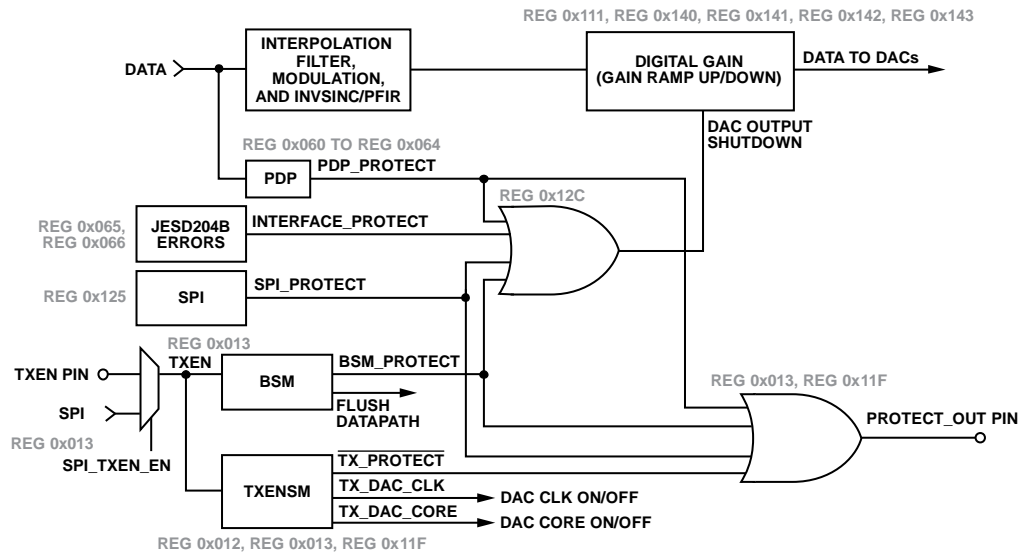 REG 0x111, REG 0x140, REG 0x141, REG 0x142, REG 0x143
DATA
INTERPOLATION
FILTER,
MODULATION,
AND INVSINC/PFIR
DIGITAL GAIN
(GAIN RAMP UP/DOWN)
DATA TO DACs
DAC OUTPUT
SHUTDOWN
REG 0x060 TO REG 0x064
PDP
PDP_PROTECT
REG 0x12C
REG 0x065,
REG 0x066
JESD204B
ERRORS
INTERFACE_PROTECT
REG 0x125
SPI
SPI_PROTECT
REG 0x013
TXEN PIN
TXEN
SPI
REG 0x013
SPI_TXEN_EN
BSM
BSM_PROTECT
FLUSH
DATAPATH
REG 0x013, REG 0x11F
PROTECT_OUT PIN
TXENSM
TX_PROTECT
TX_DAC_CLK
DAC CLK ON/OFF
TX_DAC_CORE
DAC CORE ON/OFF
REG 0x012, REG 0x013, REG 0x11F